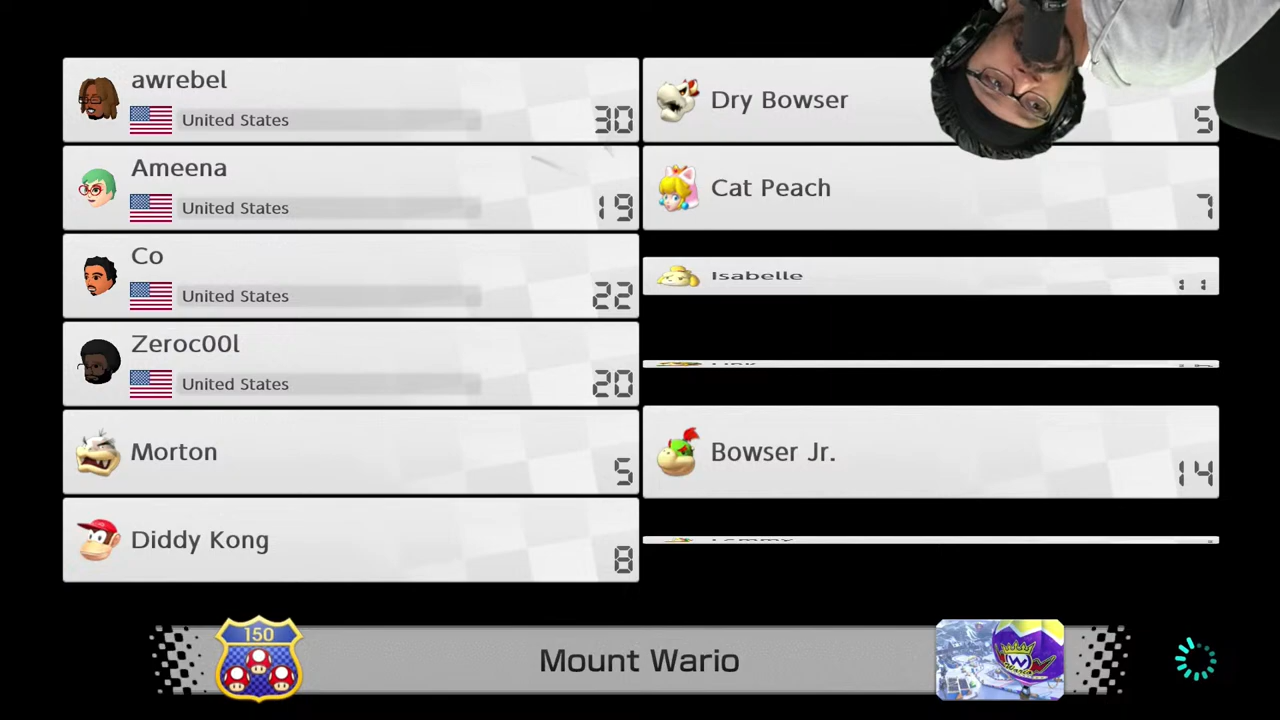 awrebel
United States
30
Ameena
United States
19
Co
United States
22
Zeroc00l
United States
20
Morton
5
Diddy Kong
8
Dry Bowser
5
Cat Peach
7
Isabelle
11
Bowser Jr.
14
150
Mount Wario